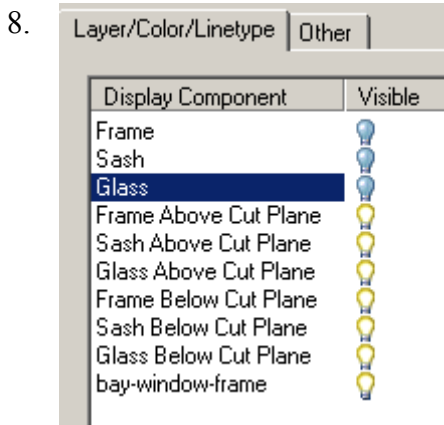 8.
Layer/Color/Linetype Other
Display Component Visible
Frame
Sash
Glass
Frame Above Cut Plane
Sash Above Cut Plane
Glass Above Cut Plane
Frame Below Cut Plane
Sash Below Cut Plane
Glass Below Cut Plane
bay-window-frame